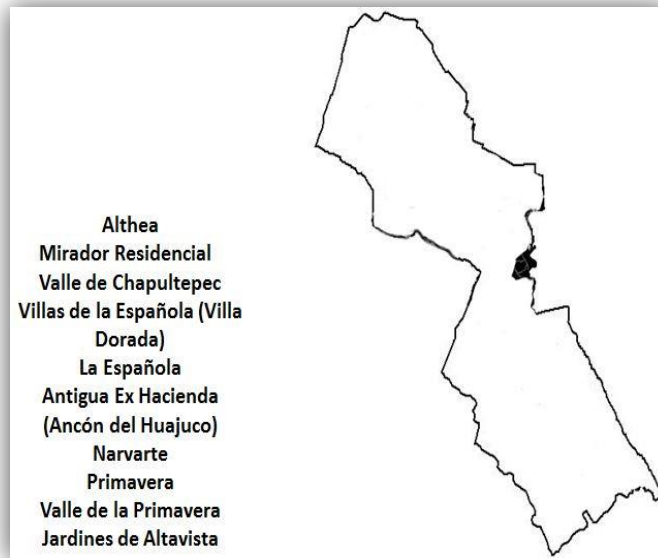 Althea
Mirador Residencial
Valle de Chapultepec
Villas de la Española (Villa
Dorada)
La Española
Antigua Ex Hacienda
(Ancón del Huajuco)
Narvarte
Primavera
Valle de la Primavera
Jardines de Altavista